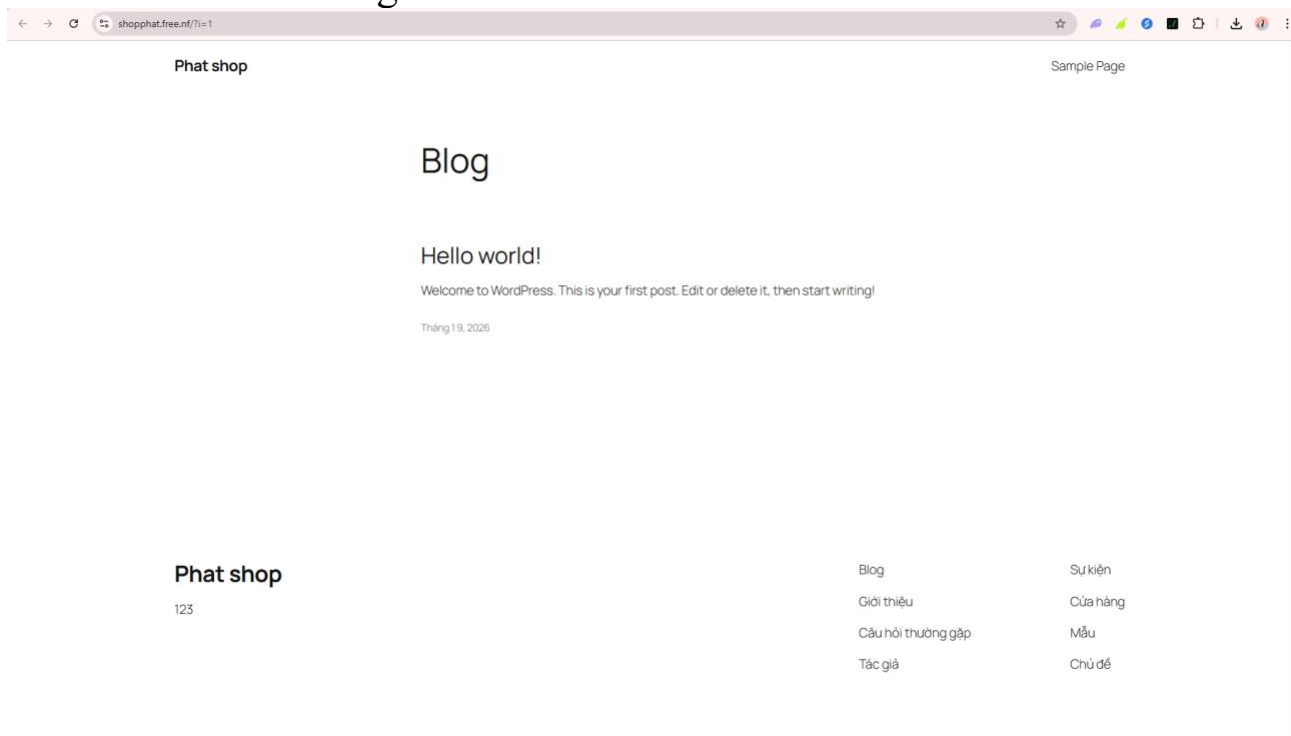 shopphat.free.nf/?i=1
Phat shop
Sample Page
Blog
Hello world!
Welcome to WordPress. This is your first post. Edit or delete it, then start writing!
Tháng 1 9, 2026
Phat shop
123
Blog
Giới thiệu
Câu hỏi thường gặp
Tác giả
Sự kiện
Cửa hàng
Mẫu
Chủ đề